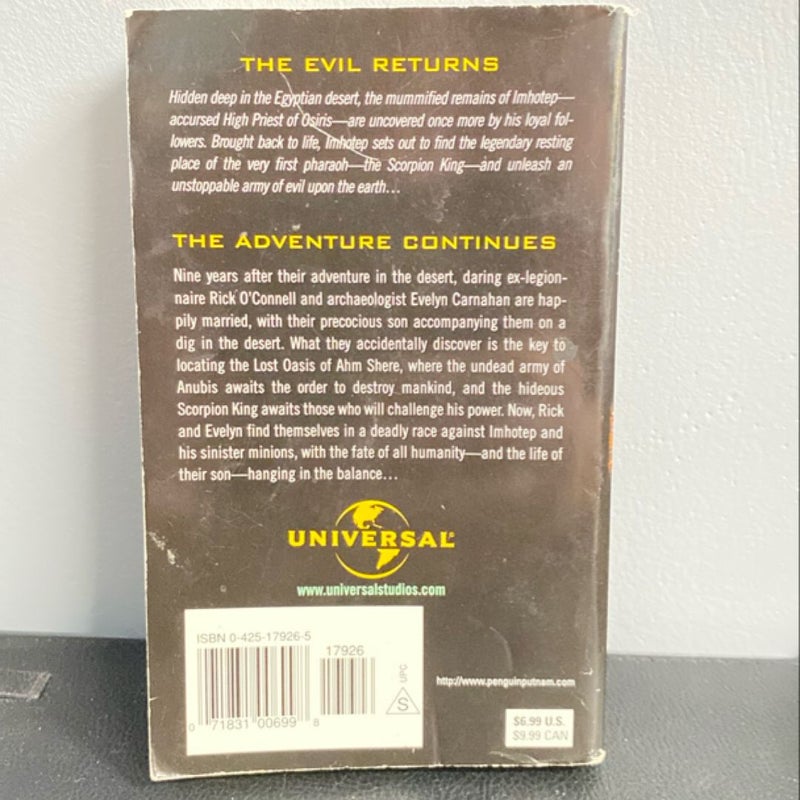 THE EVIL RETURNS
Hidden deep in the Egyptian desert, the mummified remains of Imhotep—
accursed High Priest of Osiris—are uncovered once more by his loyal fol-
lowers. Brought back to life, Imhotep sets out to find the legendary resting
place of the very first pharaoh—the Scorpion King—and unleash an
unstoppable army of evil upon the earth...
THE ADVENTURE CONTINUES
Nine years after their adventure in the desert, daring ex-legion-
naire Rick O'Connell and archaeologist Evelyn Carnahan are hap-
pily married, with their precocious son accompanying them on a
dig in the desert. What they accidentally discover is the key to
locating the Lost Oasis of Ahm Shere, where the undead army of
Anubis awaits the order to destroy mankind, and the hideous
Scorpion King awaits those who will challenge his power. Now, Rick
and Evelyn find themselves in a deadly race against Imhotep and
his sinister minions, with the fate of all humanity—and the life of
their son—hanging in the balance...
UNIVERSAL®
www.universalstudios.com
ISBN 0-425-17926-5
17926
UPC
S
0 71831 00699 8
http://www.penguinputnam.com
$6.99 U.S.
$9.99 CAN